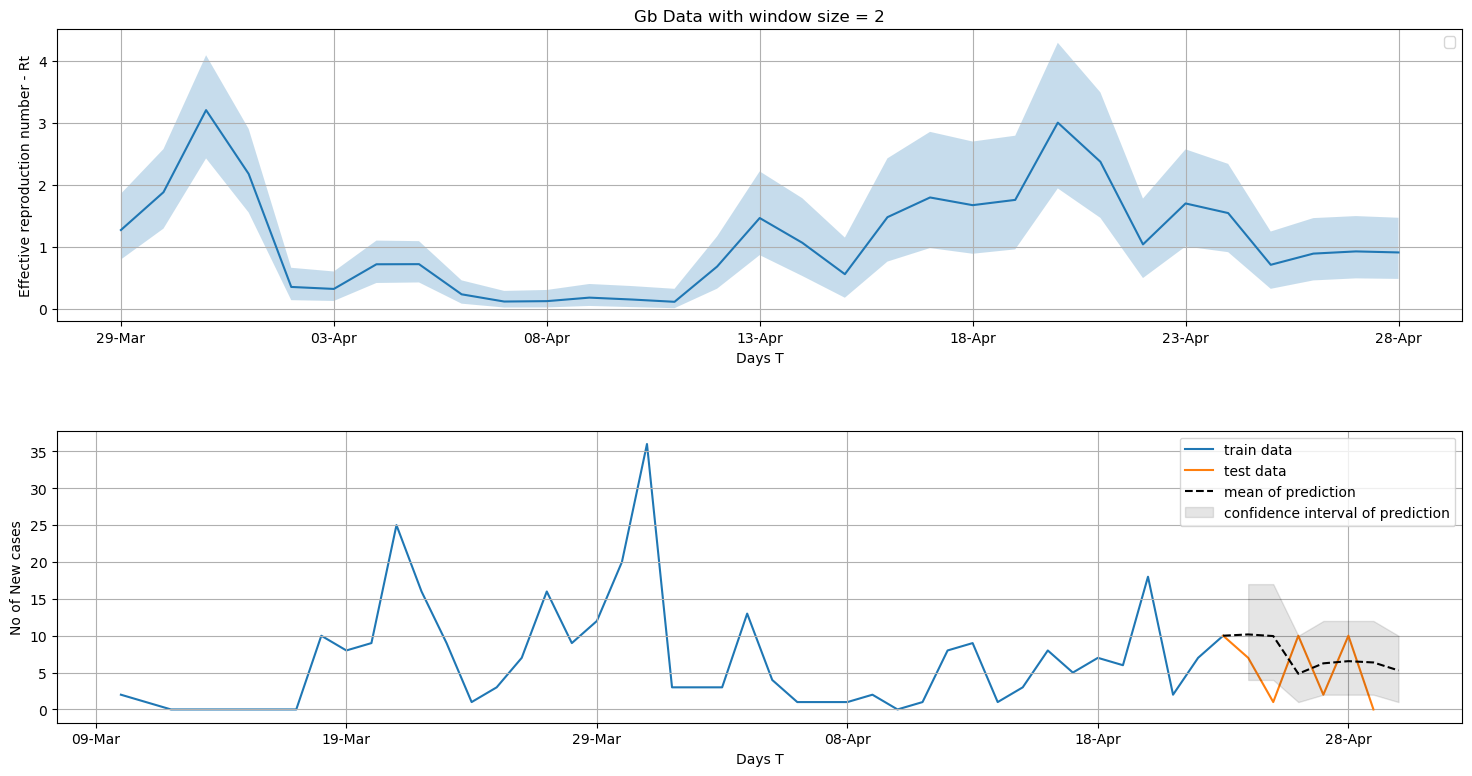 Gb Data with window size = 2
Effective reproduction number - Rt
4
3
2
1
0
29-Mar 03-Apr 08-Apr 13-Apr 18-Apr 23-Apr 28-Apr
Days T
No of New cases
35
30
25
20
15
10
5
0
train data
test data
mean of prediction
confidence interval of prediction
09-Mar 19-Mar 29-Mar 08-Apr 18-Apr 28-Apr
Days T